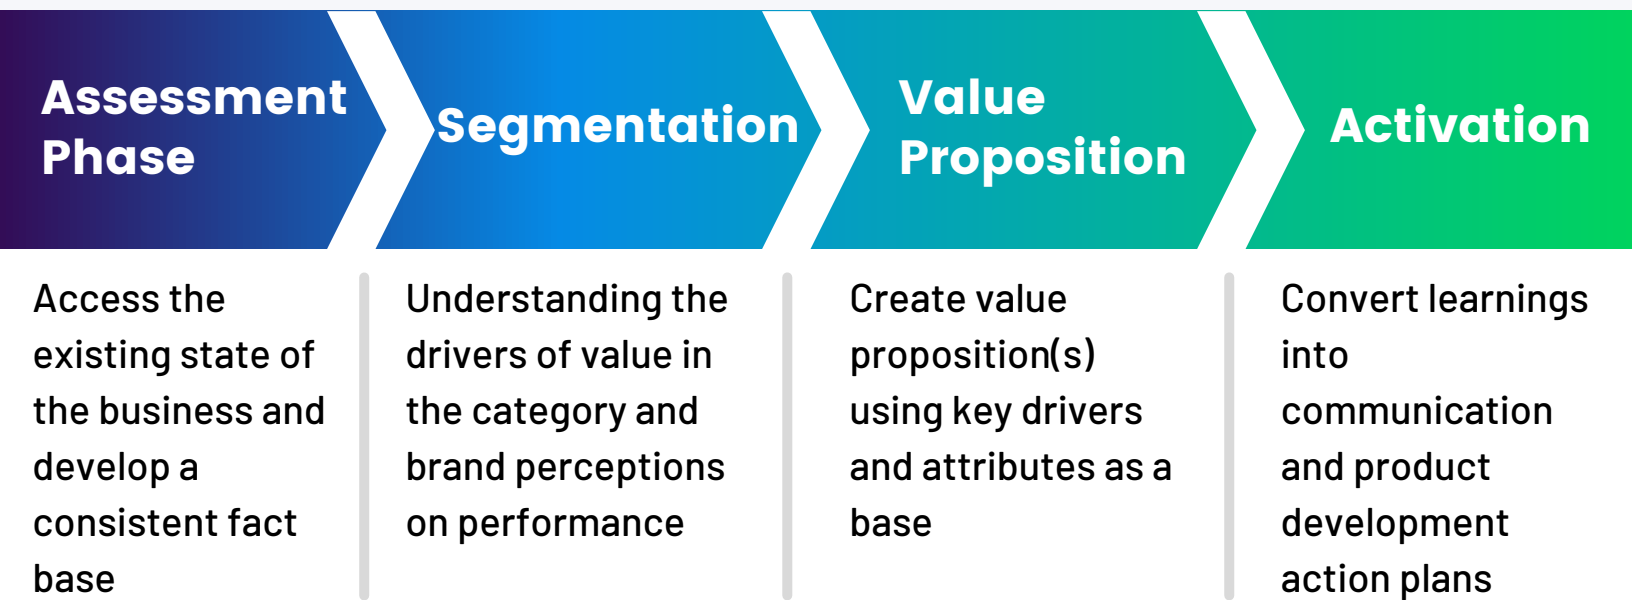 Assessment
Phase
Segmentation
Value
Proposition
Activation
Access the
existing state of
the business and
develop a
consistent fact
base
Understanding the
drivers of value in
the category and
brand perceptions
on performance
Create value
proposition(s)
using key drivers
and attributes as a
base
Convert learnings
into
communication
and product
development
action plans